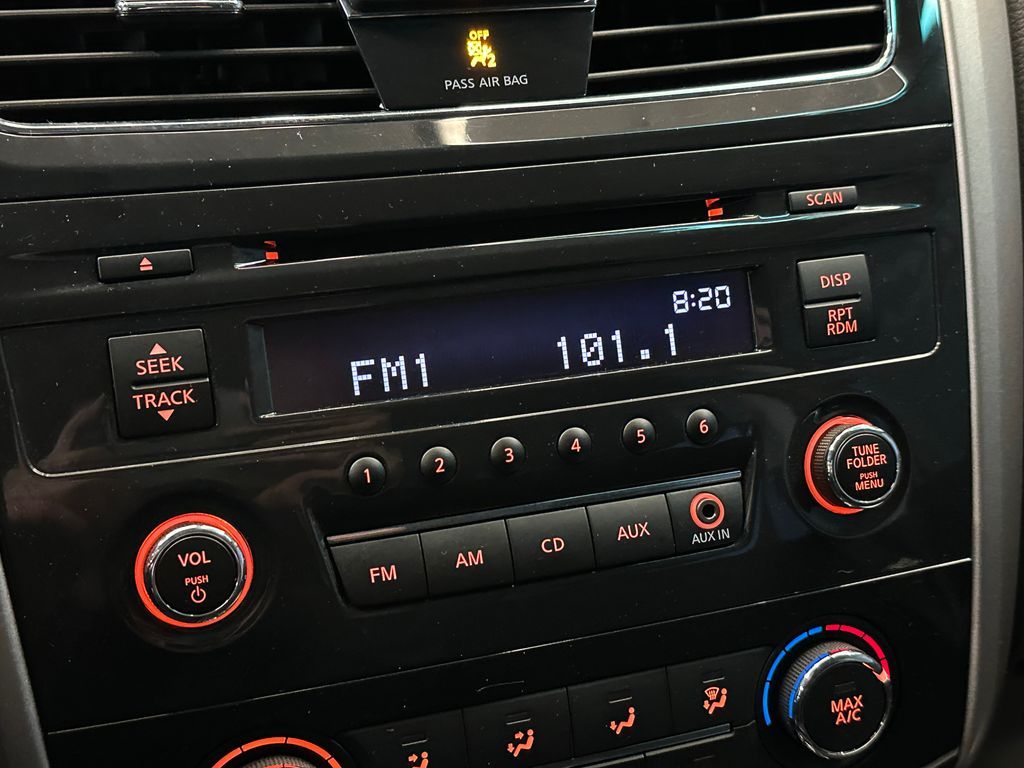 OFF
2
PASS AIR BAG
SCAN
8:20
FM1 101.1
DISP
RPT
RDM
SEEK
TRACK
1 2 3 4 5 6
TUNE
FOLDER
PUSH
MENU
VOL
PUSH
FM AM CD AUX AUX IN
MAX
A/C